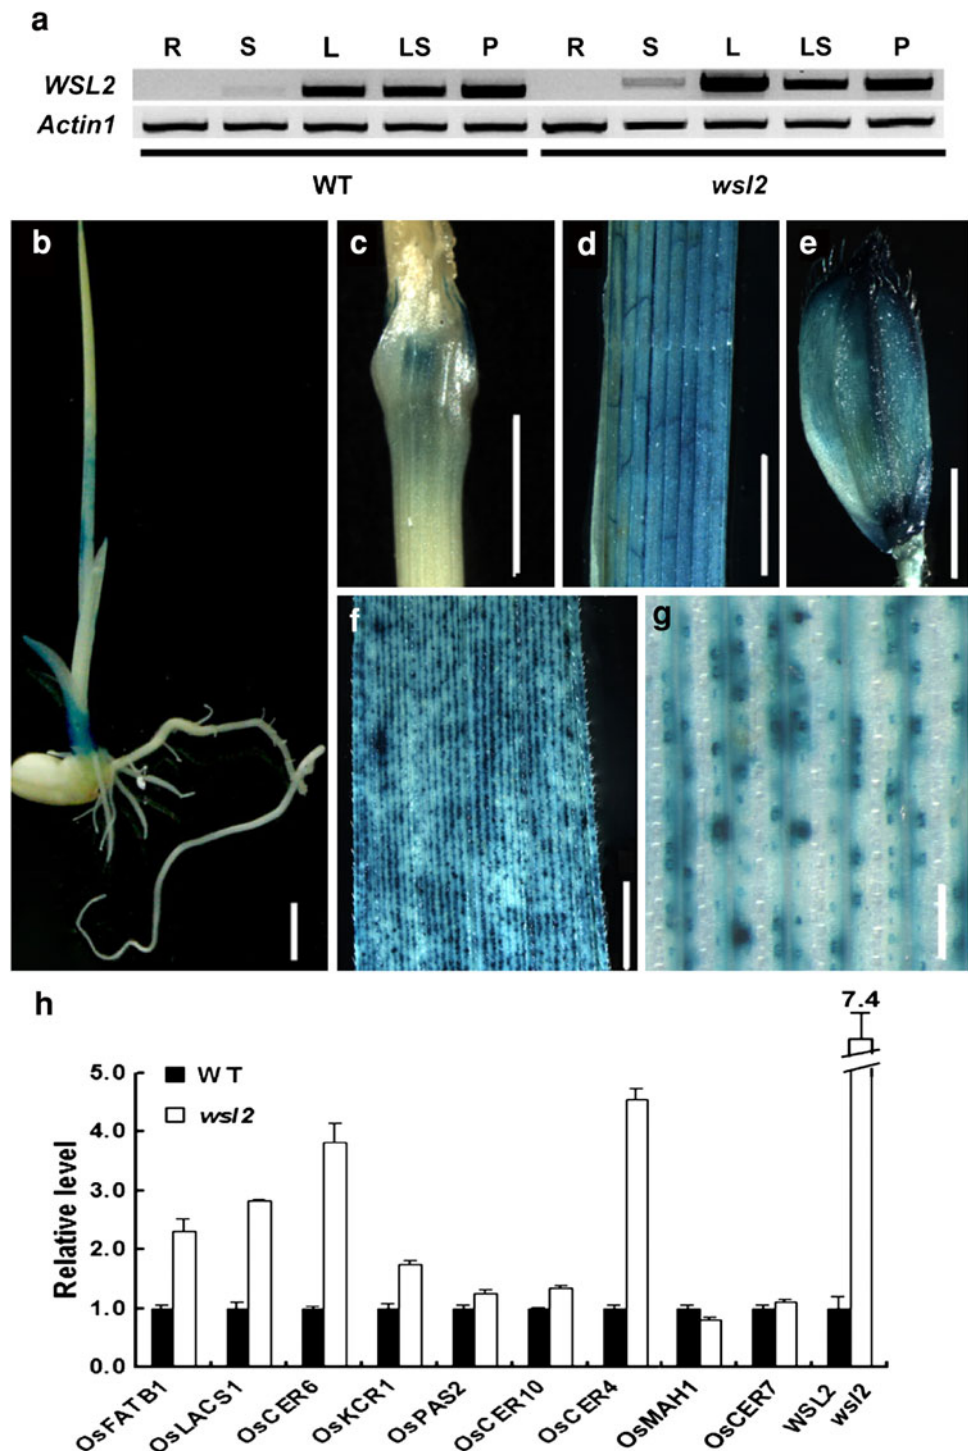 a
R S L LS P R S L LS P
WSL2
Actin1
WT wsl2
b c d e
f g
h
7.4
5.0
4.0
3.0
2.0
1.0
0.0
Relative level
WT
wsl2
OsFATB1
OsLACS1
OsCER6
OsKCR1
OsPAS2
OsCER10
OsCER4
OsMAH1
OsCER7
WSL2
wsl2